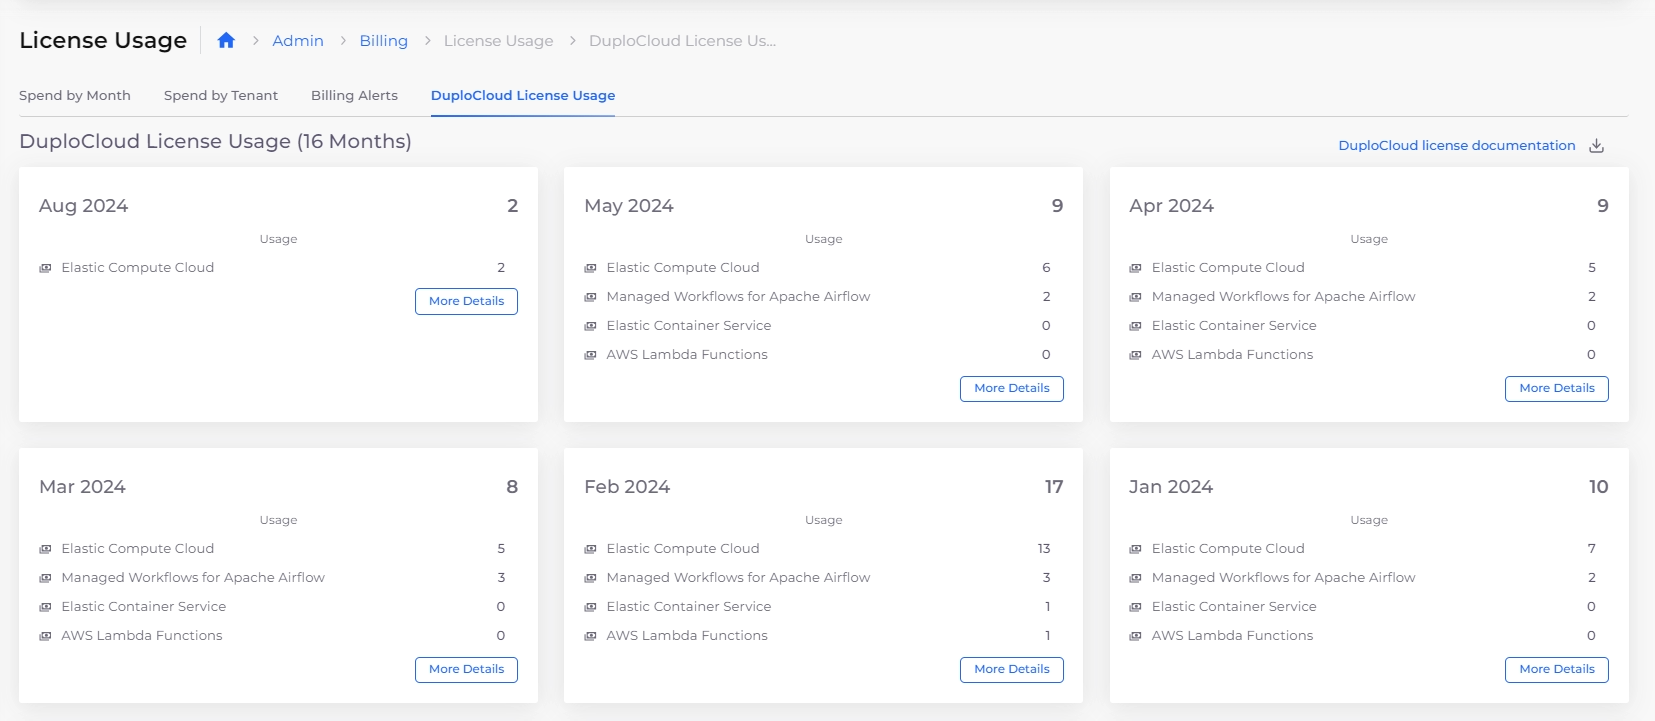 License Usage Admin Billing License Usage DuploCloud License Us...
Spend by Month Spend by Tenant Billing Alerts DuploCloud License Usage
DuploCloud License Usage (16 Months)
DuploCloud license documentation
Aug 2024 2
Usage
Elastic Compute Cloud 2
More Details
May 2024 9
Usage
Elastic Compute Cloud 6
Managed Workflows for Apache Airflow 2
Elastic Container Service 0
AWS Lambda Functions 0
More Details
Apr 2024 9
Usage
Elastic Compute Cloud 5
Managed Workflows for Apache Airflow 2
Elastic Container Service 0
AWS Lambda Functions 0
More Details
Mar 2024 8
Usage
Elastic Compute Cloud 5
Managed Workflows for Apache Airflow 3
Elastic Container Service 0
AWS Lambda Functions 0
More Details
Feb 2024 17
Usage
Elastic Compute Cloud 13
Managed Workflows for Apache Airflow 3
Elastic Container Service 1
AWS Lambda Functions 1
More Details
Jan 2024 10
Usage
Elastic Compute Cloud 7
Managed Workflows for Apache Airflow 2
Elastic Container Service 0
AWS Lambda Functions 0
More Details